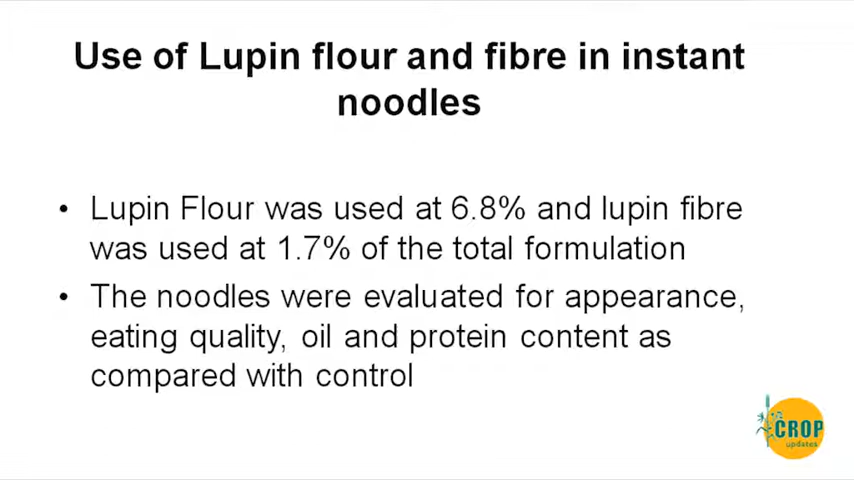 Use of Lupin flour and fibre in instant
noodles
• Lupin Flour was used at 6.8% and lupin fibre
was used at 1.7% of the total formulation
• The noodles were evaluated for appearance,
eating quality, oil and protein content as
compared with control
CROP
updates